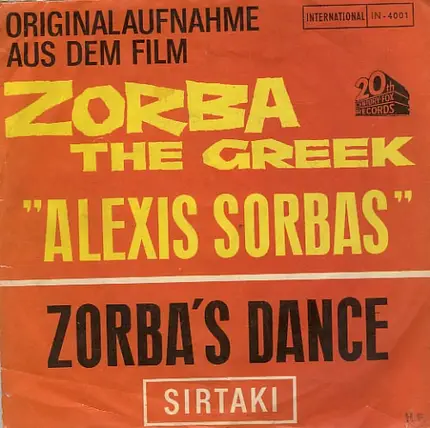 ORIGINALAUFNAHME
AUS DEM FILM
INTERNATIONAL IN-4001
ZORBA
THE GREEK
20th
CENTURY FOX
RECORDS
"ALEXIS SORBAS"
ZORBA'S DANCE
SIRTAKI